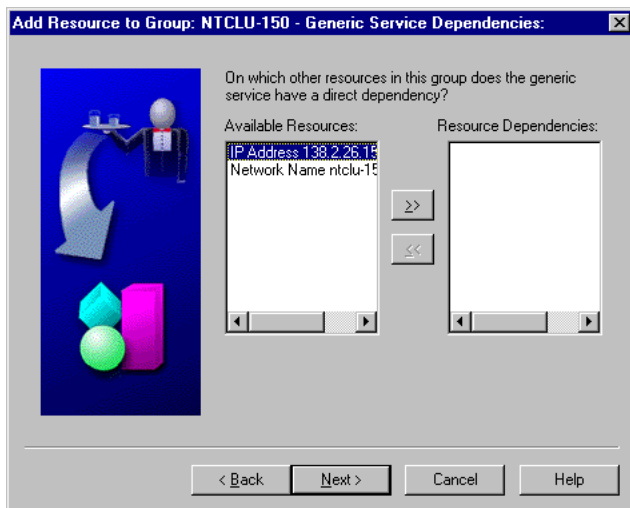 Add Resource to Group: NTCLU-150 - Generic Service Dependencies:
On which other resources in this group does the generic
service have a direct dependency?
Available Resources:
Resource Dependencies:
IP Address 138.2.26.15
Network Name ntclu-15
>>
<<
< Back
Next >
Cancel
Help